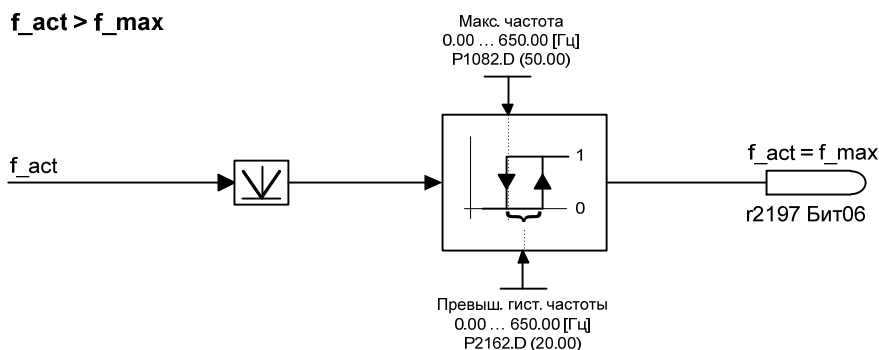 f_act > f_max
Макс. частота
0.00 ... 650.00 [Гц]
P1082.D (50.00)
f_act
1
0
f_act = f_max
r2197 Бит06
Превыш. гист. частоты
0.00 ... 650.00 [Гц]
P2162.D (20.00)